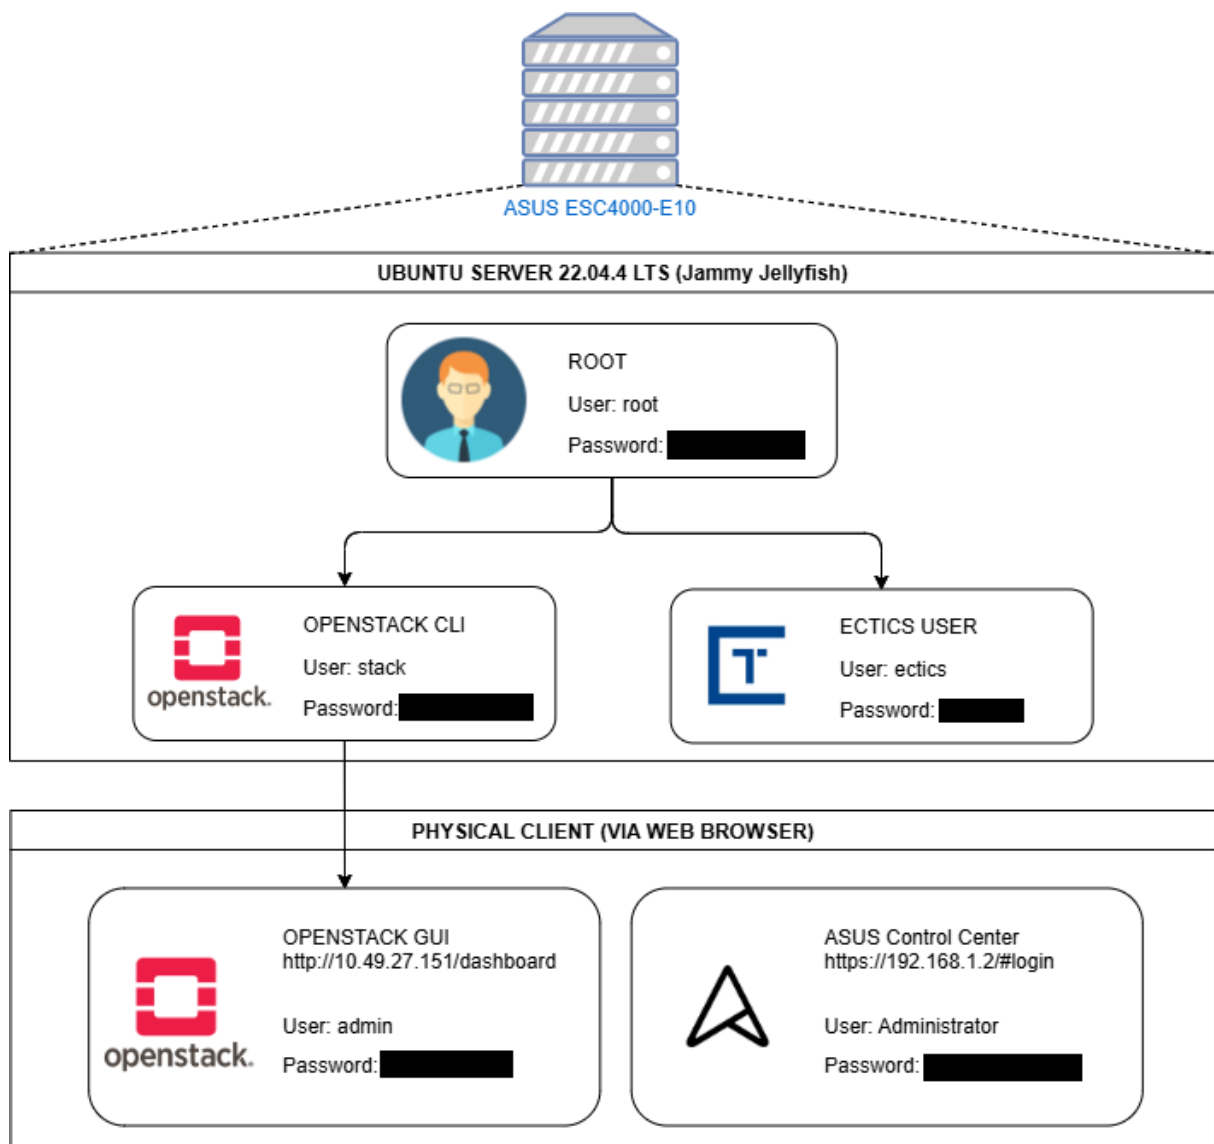 ASUS ESC4000-E10
UBUNTU SERVER 22.04.4 LTS (Jammy Jellyfish)
ROOT
User: root
Password:
OPENSTACK CLI
User: stack
Password:
openstack.
ECTICS USER
User: ectics
Password:
PHYSICAL CLIENT (VIA WEB BROWSER)
OPENSTACK GUI
http://10.49.27.151/dashboard
User: admin
Password:
openstack.
ASUS Control Center
https://192.168.1.2/#login
User: Administrator
Password: